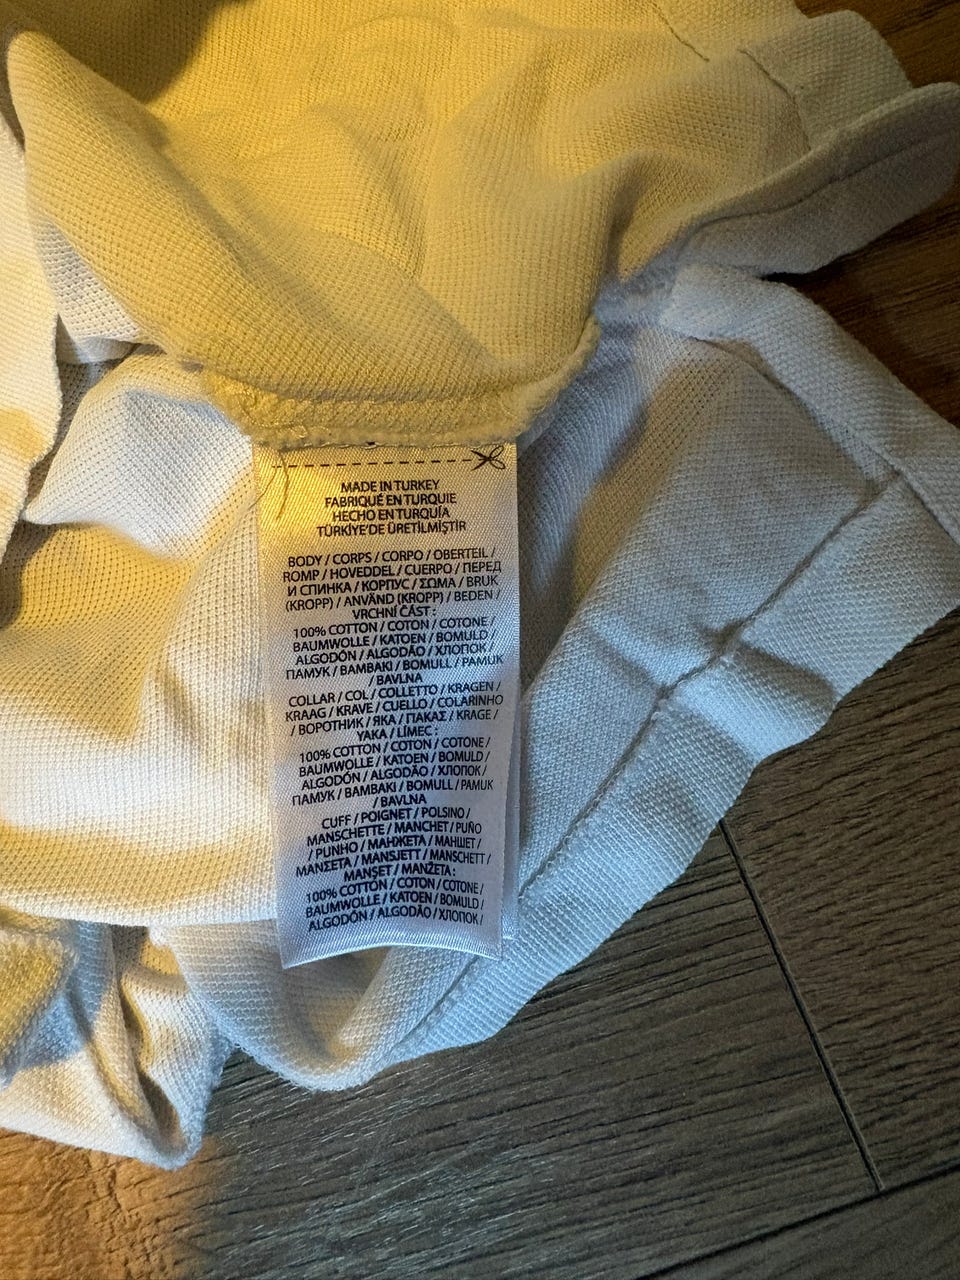 MADE IN TURKEY
FABRIQUÉ EN TURQUIE
HECHO EN TURQUÍA
TÜRKİYE'DE ÜRETİLMİŞTİR
BODY / CORPS / CORPO / OBERTEIL /
ROMP / HOVEDDEL / CUERPO / ПЕРЕД
И СПИНКА / КОРПУС / ΣΩΜΑ / BRUK
(KROPP) / ANVÄND (KROPP) / BEDEN /
VRCHNÍ ČÁST :
100% COTTON / COTON / COTONE /
BAUMWOLLE / KATOEN / BOMULD /
ALGODÓN / ALGODÃO / ХЛОПОК /
ПАМУК / ΒΑΜΒΑΚΙ / BOMULL / PAMUK
/ BAVLNA
COLLAR / COL / COLLETTO / KRAGEN /
KRAAG / KRAVE / CUELLO / COLARINHO
/ ВОРОТНИК / ЯКА / ΓΙΑΚΑΣ / KRAGE /
YAKA / LÍMEC :
100% COTTON / COTON / COTONE /
BAUMWOLLE / KATOEN / BOMULD /
ALGODÓN / ALGODÃO / ХЛОПОК /
ПАМУК / ΒΑΜΒΑΚΙ / BOMULL / PAMUK
/ BAVLNA
CUFF / POIGNET / POLSINO /
MANSCHETTE / MANCHET / PUÑO
/ PUNHO / МАНЖЕТА / МАНШЕТ /
ΜΑΝΣΕΤΑ / MANSJETT / MANSCHETT /
MANŞET / MANŽETA :
100% COTTON / COTON / COTONE /
BAUMWOLLE / KATOEN / BOMULD /
ALGODÓN / ALGODÃO / ХЛОПОК /